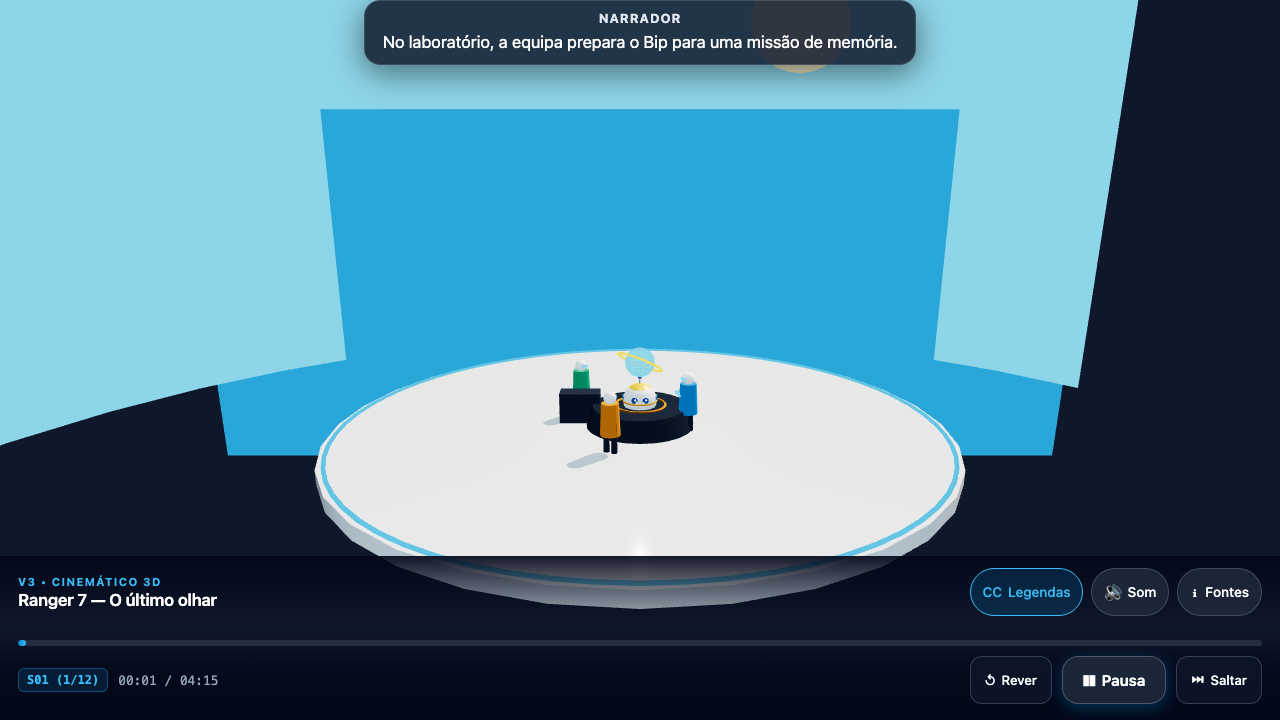 NARRADOR
No laboratório, a equipa prepara o Bip para uma missão de memória.
V3 • CINEMÁTICO 3D
Ranger 7 — O último olhar
CC Legendas
Som
Fontes
S01 (1/12) 00:01 / 04:15
Rever
Pausa
Saltar